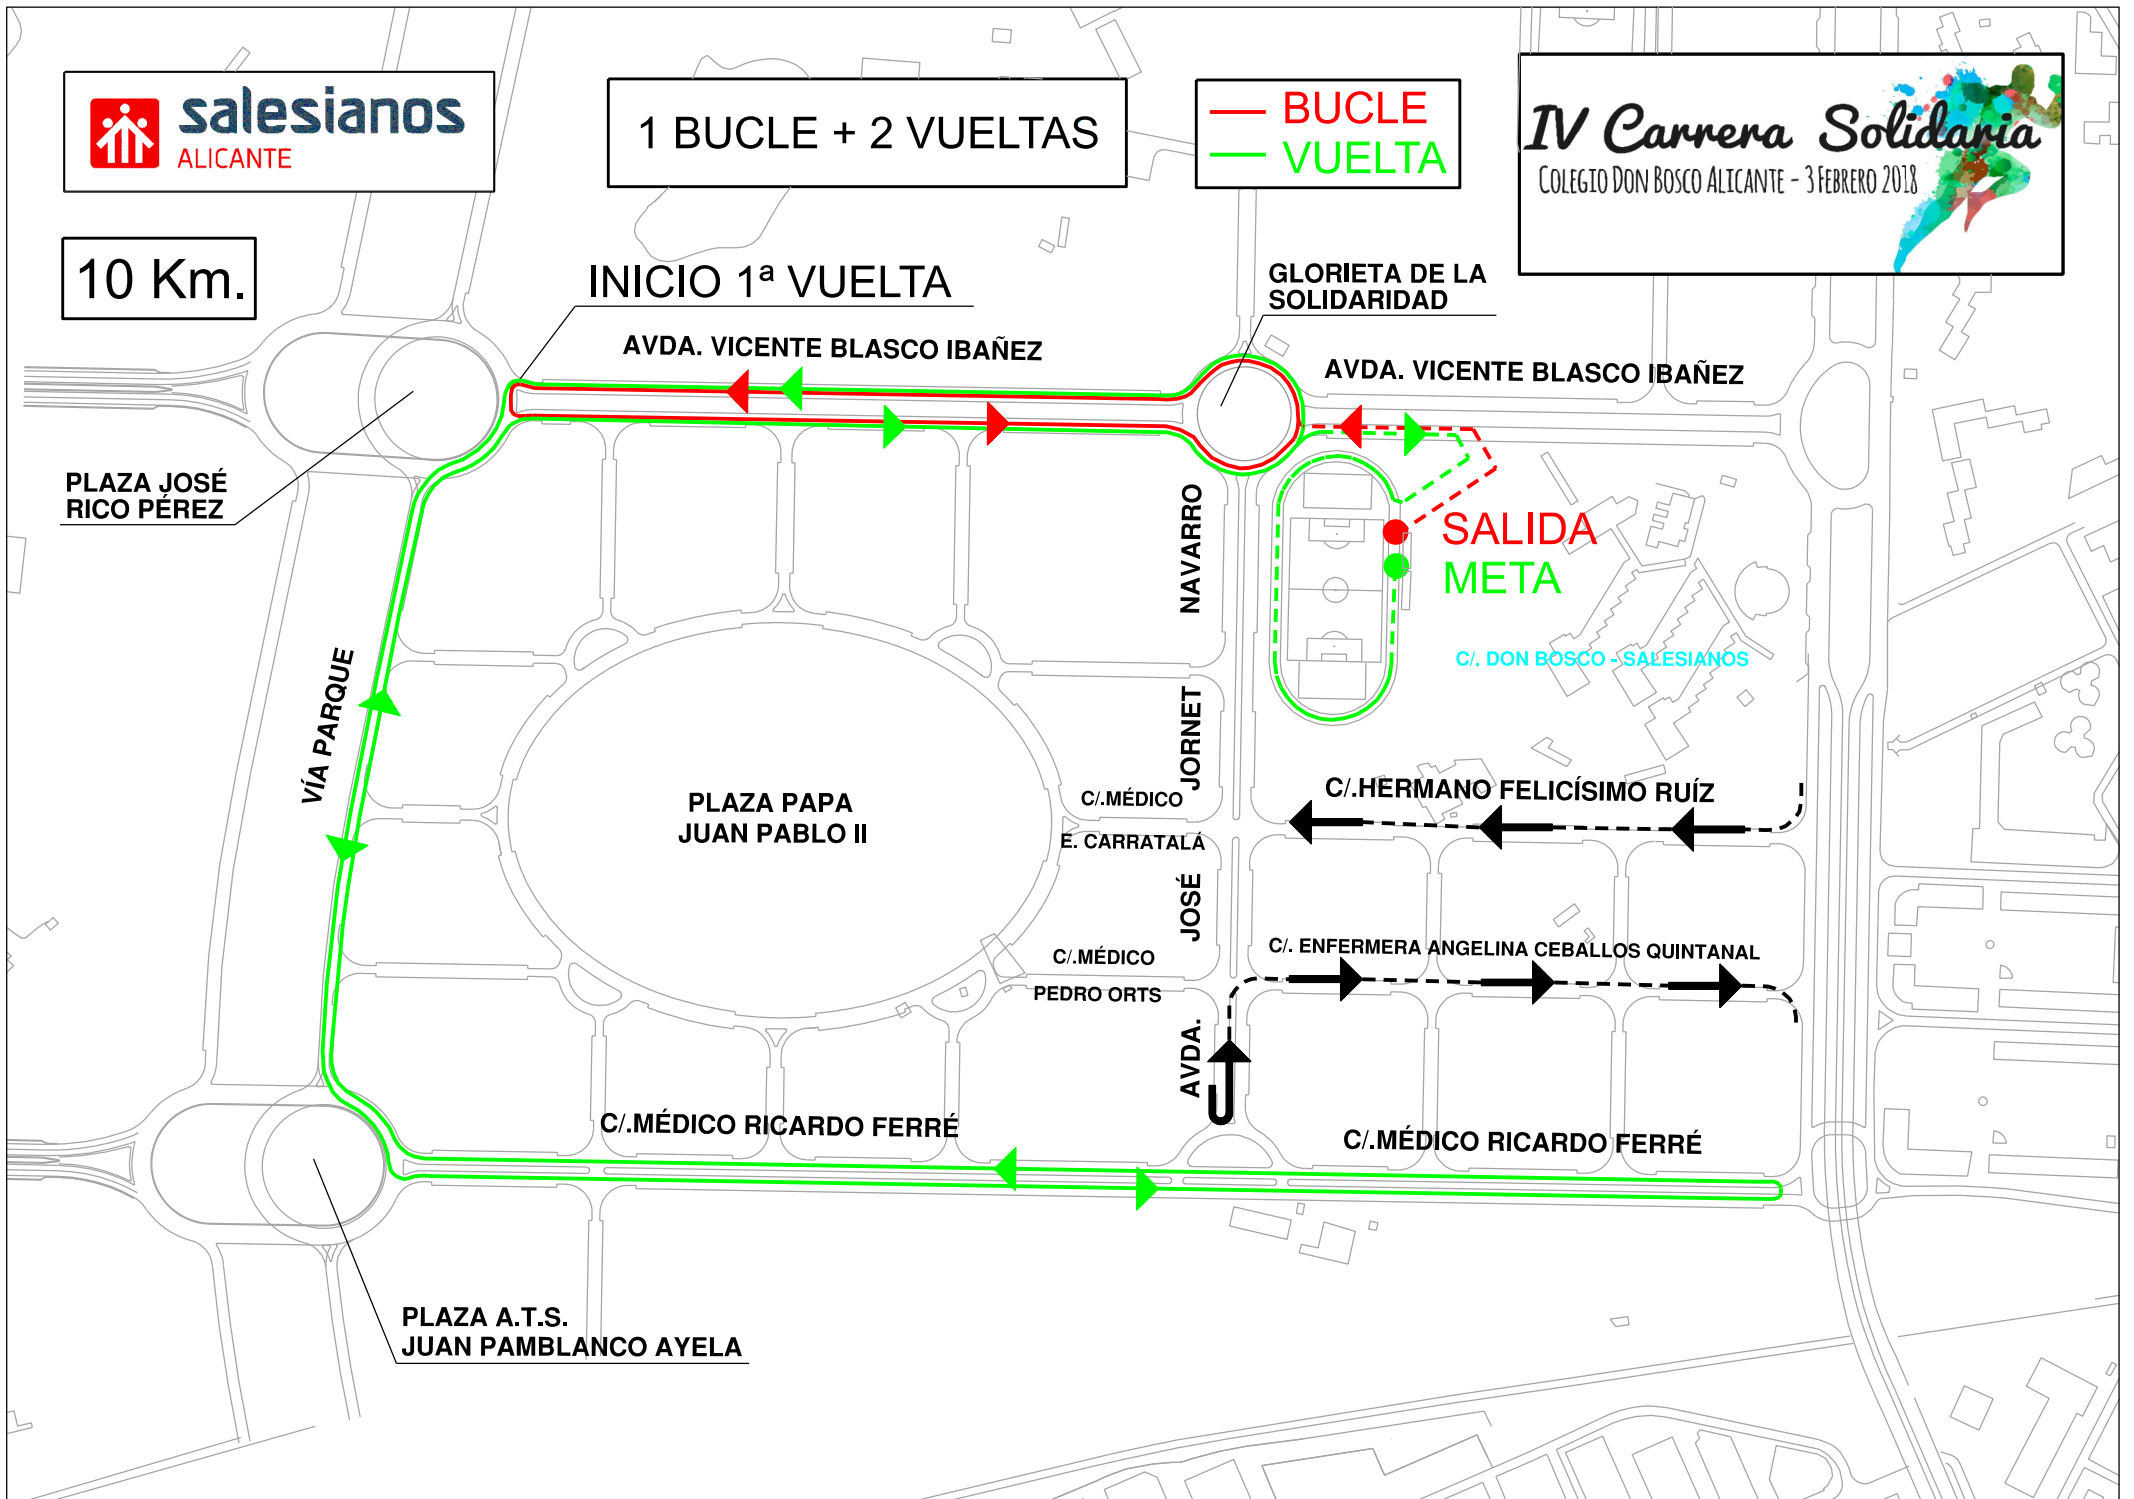 salesianos
ALICANTE
1 BUCLE + 2 VUELTAS
BUCLE
VUELTA
IV Carrera Solidaria
COLEGIO DON BOSCO ALICANTE - 3 FEBRERO 2018
10 Km.
INICIO 1ª VUELTA
GLORIETA DE LA
SOLIDARIDAD
AVDA. VICENTE BLASCO IBAÑEZ
AVDA. VICENTE BLASCO IBAÑEZ
PLAZA JOSÉ
RICO PÉREZ
SALIDA
META
C/. DON BOSCO - SALESIANOS
VÍA PARQUE
AVDA. JOSÉ JORNET NAVARRO
PLAZA PAPA
JUAN PABLO II
C/.MÉDICO
E. CARRATALÁ
C/.HERMANO FELICÍSIMO RUÍZ
C/.MÉDICO
PEDRO ORTS
C/. ENFERMERA ANGELINA CEBALLOS QUINTANAL
C/.MÉDICO RICARDO FERRÉ
C/.MÉDICO RICARDO FERRÉ
PLAZA A.T.S.
JUAN PAMBLANCO AYELA